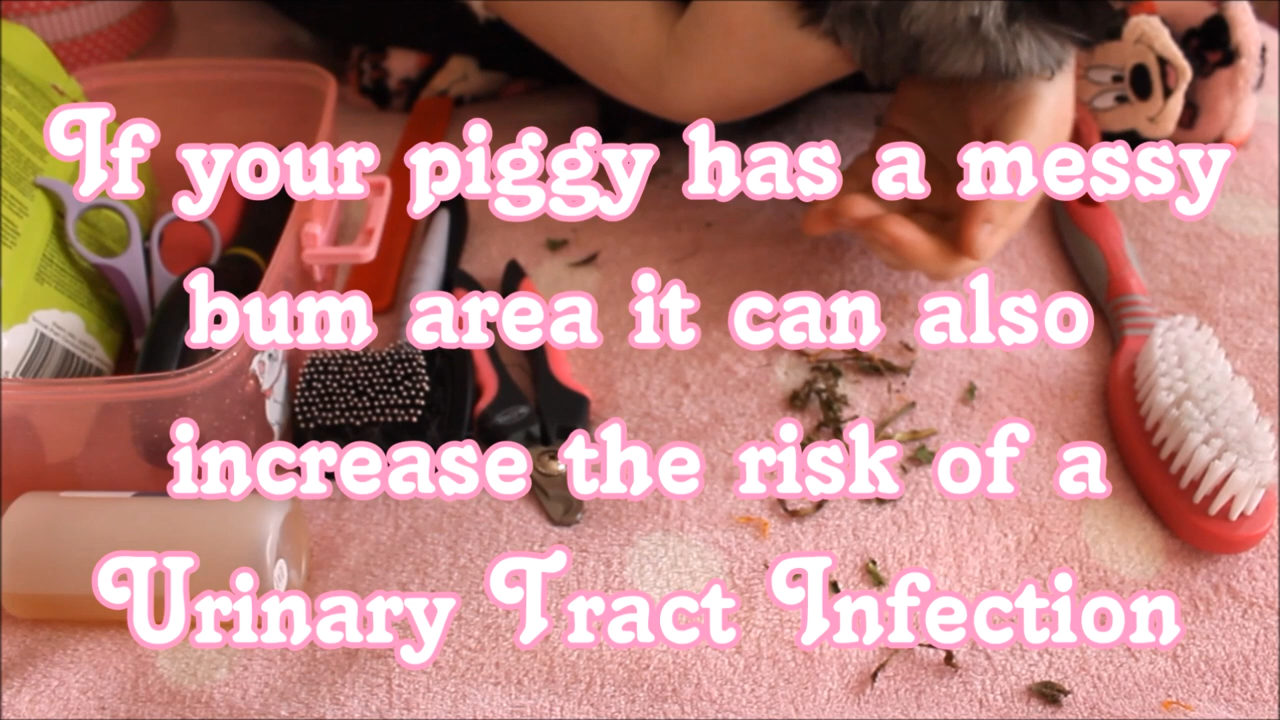 If your piggy has a messy
bum area it can also
increase the risk of a
Urinary Tract Infection